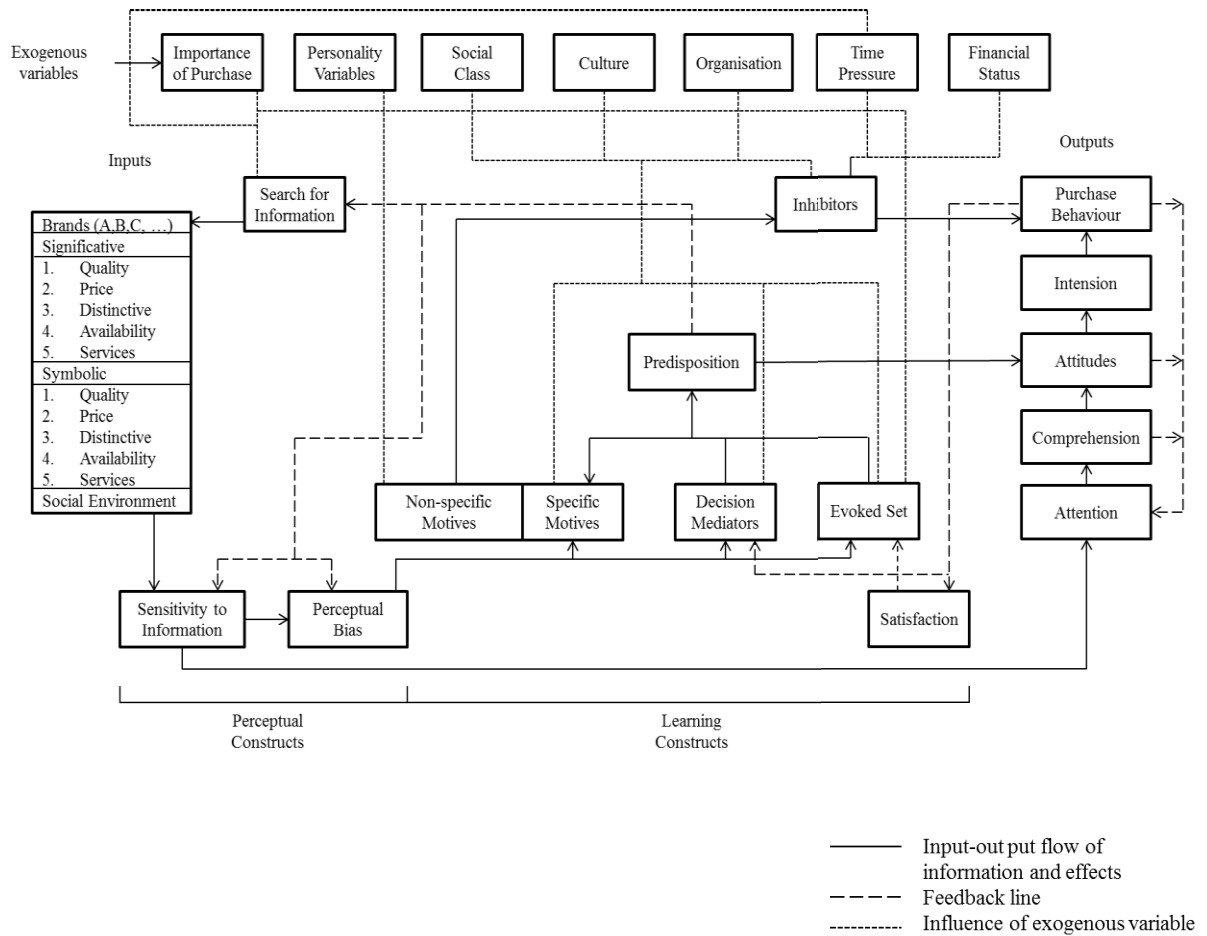 Exogenous
variables
Importance
of Purchase
Personality
Variables
Social
Class
Culture
Organisation
Time
Pressure
Financial
Status
Inputs
Outputs
Search for
Information
Inhibitors
Purchase
Behaviour
Brands (A,B,C, …)
Significative
1. Quality
2. Price
3. Distinctive
4. Availability
5. Services
Symbolic
1. Quality
2. Price
3. Distinctive
4. Availability
5. Services
Social Environment
Intension
Predisposition
Attitudes
Comprehension
Non-specific
Motives
Specific
Motives
Decision
Mediators
Evoked Set
Attention
Sensitivity to
Information
Perceptual
Bias
Satisfaction
Perceptual
Constructs
Learning
Constructs
Input-out put flow of
information and effects
Feedback line
Influence of exogenous variable